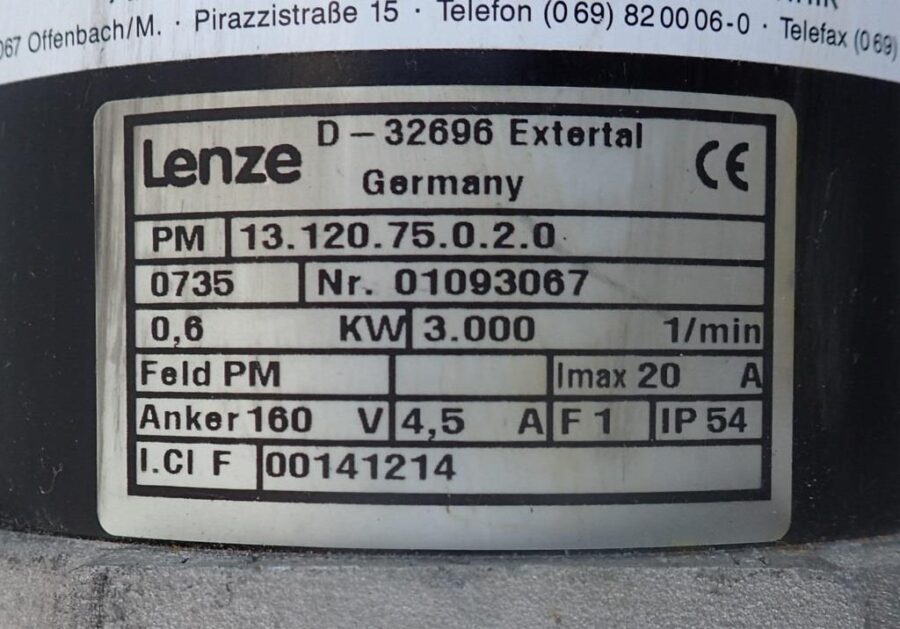 067 Offenbach/M. · Pirazzistraße 15 · Telefon (0 69) 82 00 06-0 · Telefax (0 69)
Lenze D – 32696 Extertal
Germany CE
PM 13.120.75.0.2.0
0735 Nr. 01093067
0,6 KW 3.000 1/min
Feld PM Imax 20 A
Anker 160 V 4,5 A F 1 IP 54
I.Cl F 00141214